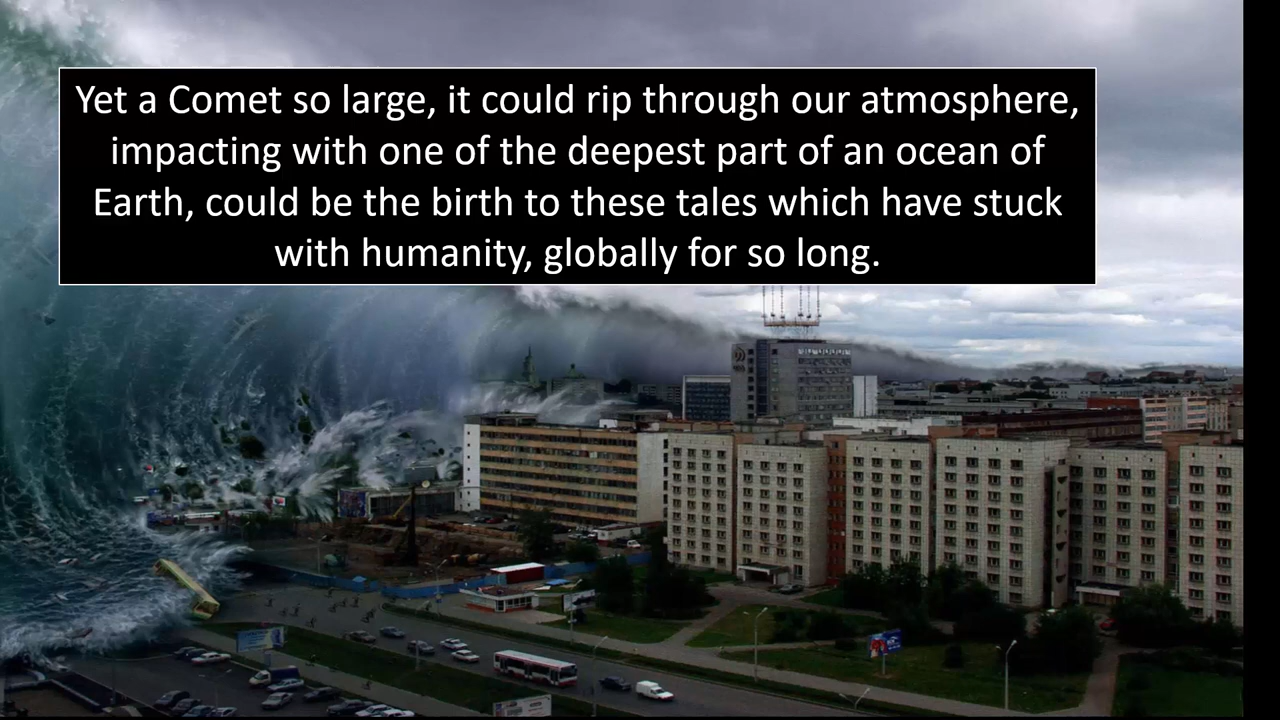 Yet a Comet so large, it could rip through our atmosphere,
impacting with one of the deepest part of an ocean of
Earth, could be the birth to these tales which have stuck
with humanity, globally for so long.